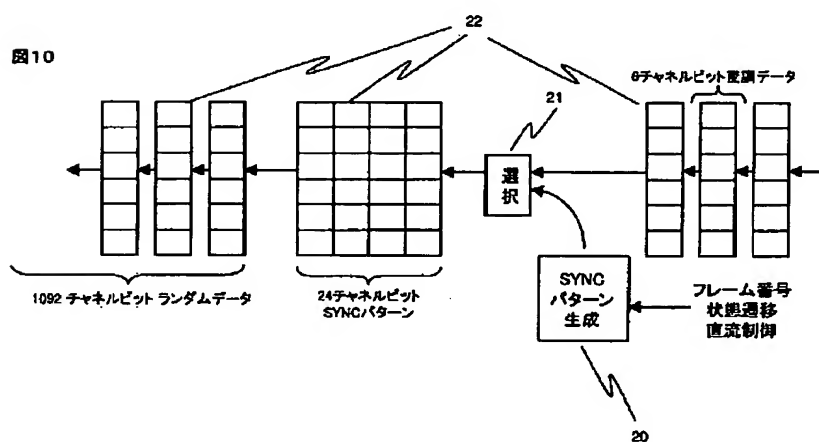 22
図10
6チャネルビット変調データ
21
選択
1092 チャネルビット ランダムデータ
24チャネルビット
SYNCパターン
SYNC
パターン
生成
フレーム番号
状態遷移
直流制御
20